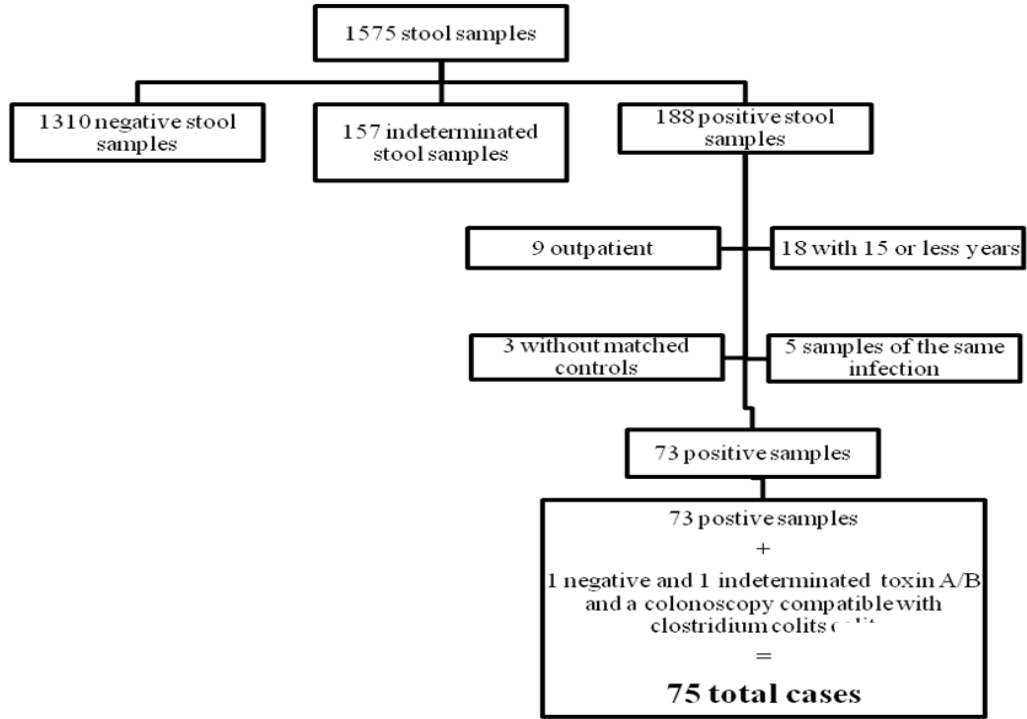 1575 stool samples
1310 negative stool
samples
157 indeterminated
stool samples
188 positive stool
samples
9 outpatient
18 with 15 or less years
3 without matched
controls
5 samples of the same
infection
73 positive samples
73 postive samples
+
1 negative and 1 indeterminated toxin A/B
and a colonoscopy compatible with
clostridium colits
=
75 total cases